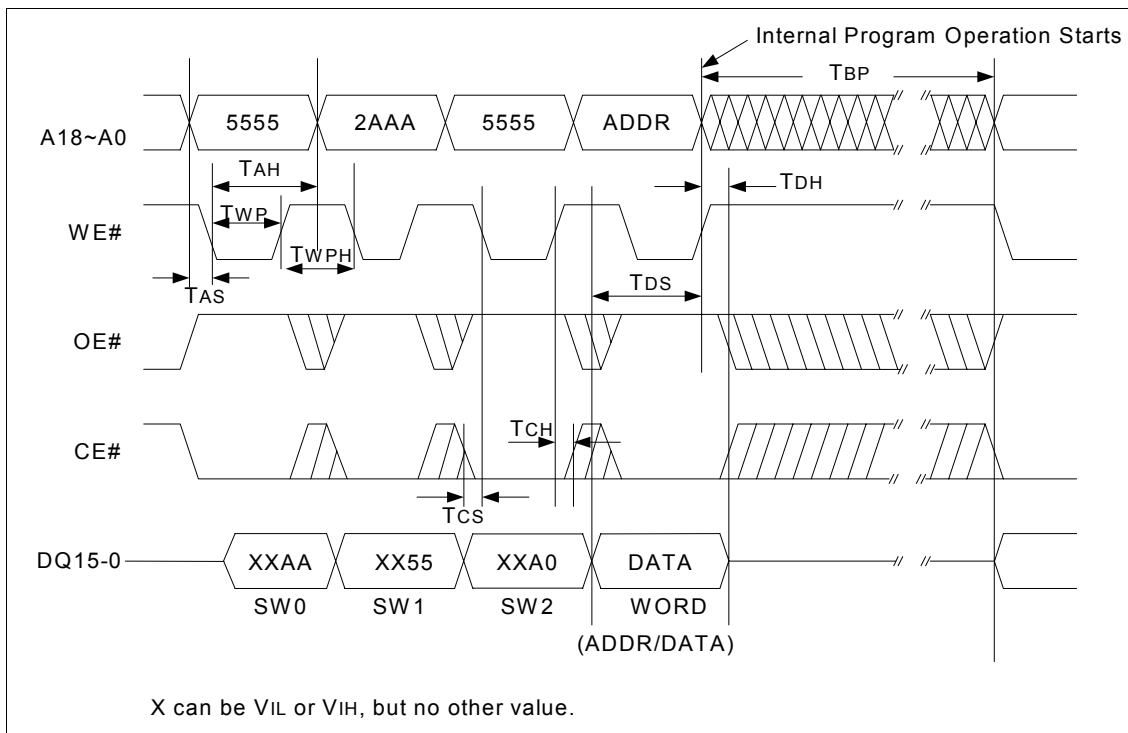 Internal Program Operation Starts
TBP
A18~A0
5555
2AAA
5555
ADDR
TAH
TDH
WE#
TWP
TWPH
TAS
TDS
OE#
CE#
TCH
TCS
DQ15-0
XXAA
XX55
XXA0
DATA
SW0
SW1
SW2
WORD
(ADDR/DATA)
X can be VIL or VIH, but no other value.